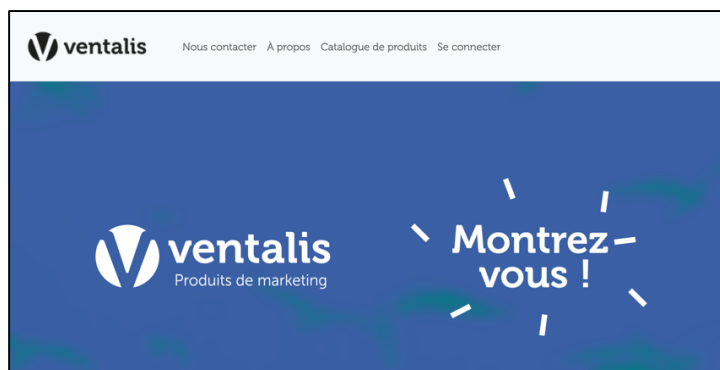 ventalis
Nous contacter À propos Catalogue de produits Se connecter
ventalis
Produits de marketing
Montrez
vous !